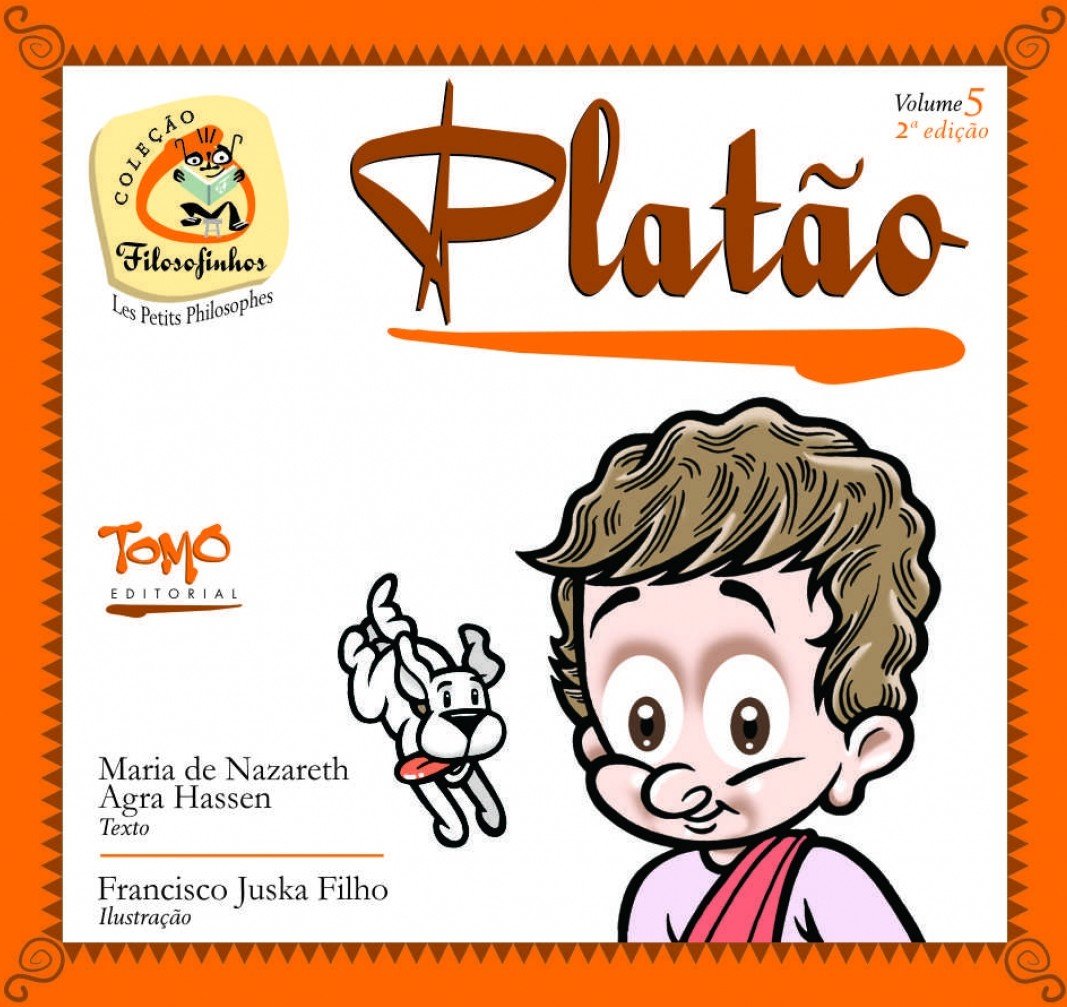 COLEÇÃO
Filosofinhos
Les Petits Philosophes
Platão
Volume 5
2ª edição
TOMO
EDITORIAL
Maria de Nazareth
Agra Hassen
Texto
Francisco Juska Filho
Ilustração